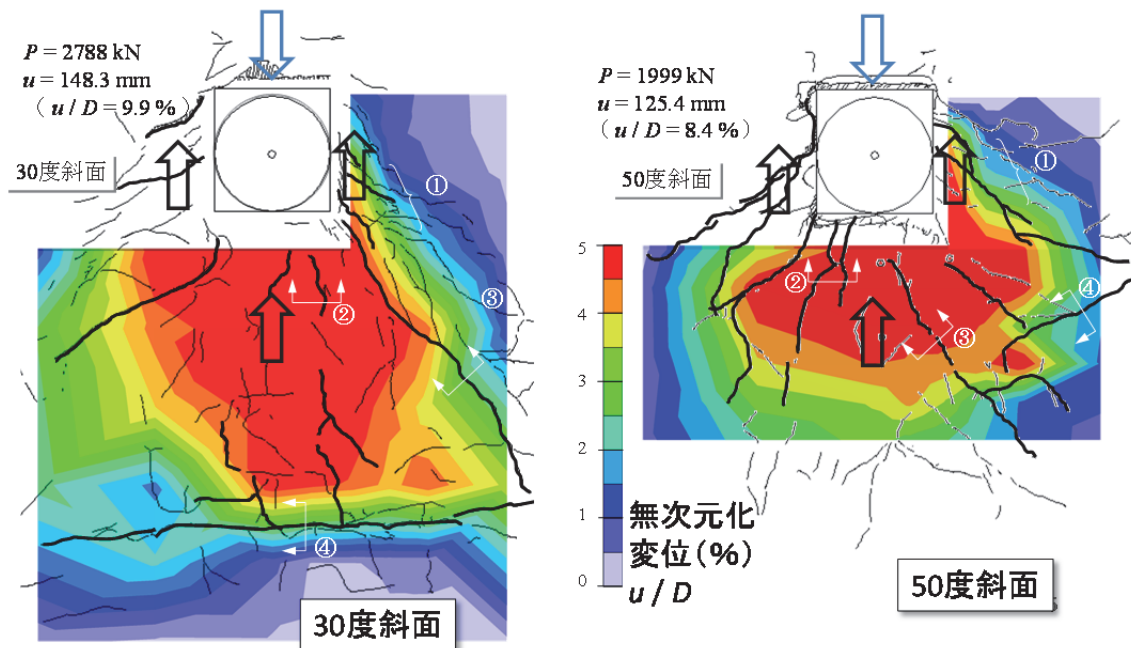 P = 2788 kN
u = 148.3 mm
( u / D = 9.9 % )
30度斜面
①
③
②
④
30度斜面
P = 1999 kN
u = 125.4 mm
( u / D = 8.4 % )
50度斜面
①
②
③
④
5
4
3
2
1
0
無次元化
変位(%)
u / D
50度斜面